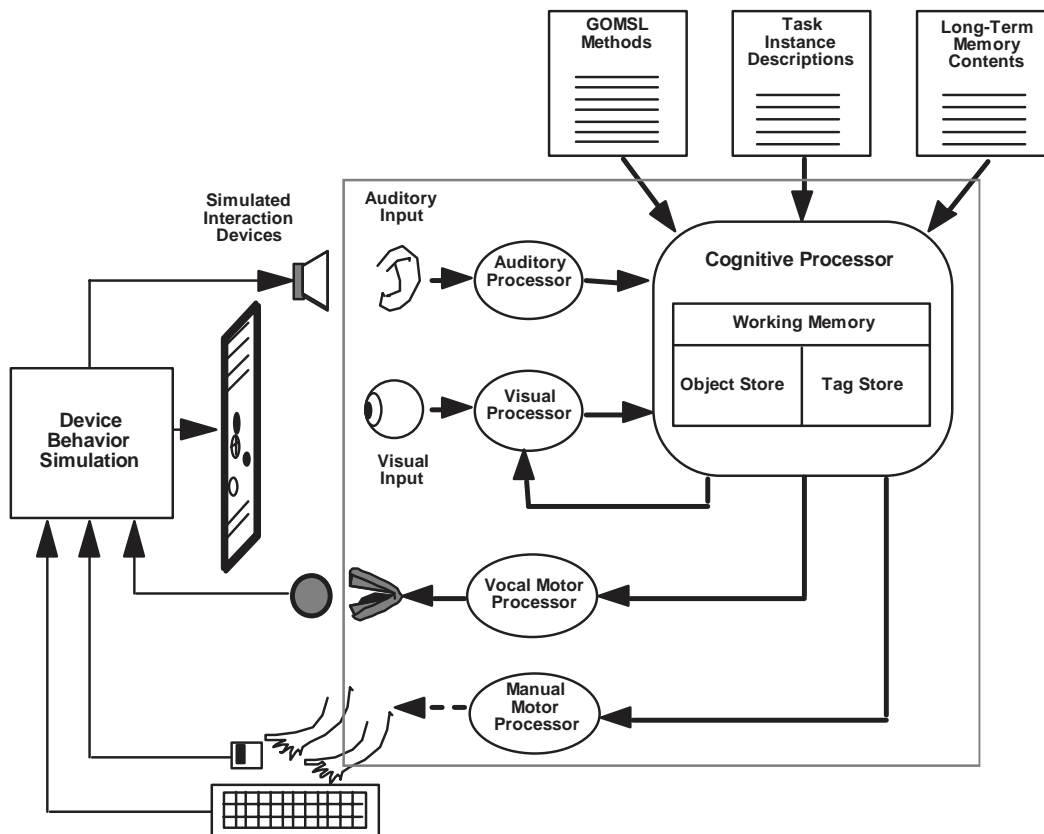 GOMSL
Methods
Task
Instance
Descriptions
Long-Term
Memory
Contents
Simulated
Interaction
Devices
Auditory
Input
Auditory
Processor
Cognitive Processor
Working Memory
Object Store
Tag Store
Visual
Processor
Visual
Input
Device
Behavior
Simulation
Vocal Motor
Processor
Manual
Motor
Processor